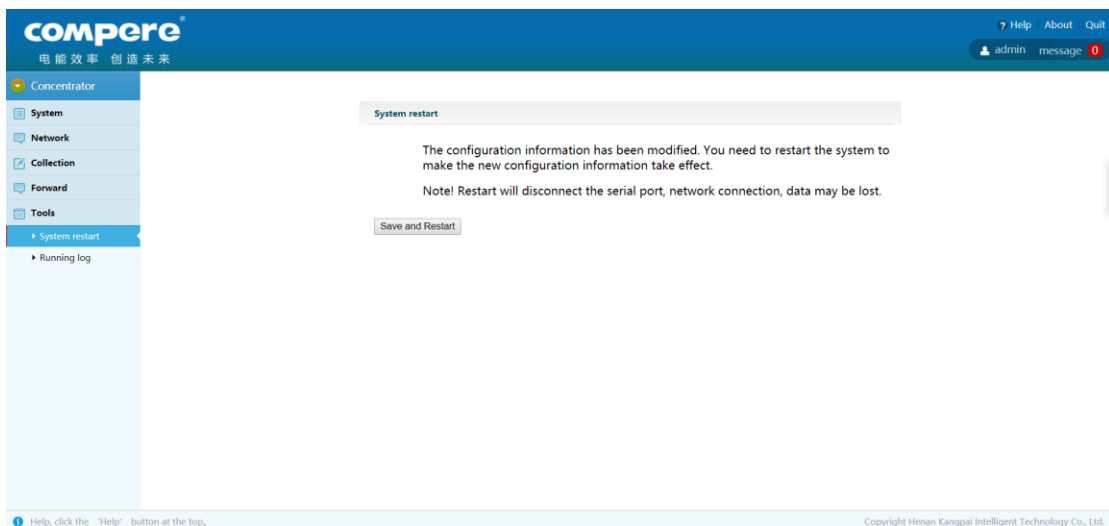 compere®
电能效率 创造未来
? Help About Quit
admin message 0
Concentrator
System
Network
Collection
Forward
Tools
System restart
Running log
System restart
The configuration information has been modified. You need to restart the system to
make the new configuration information take effect.
Note! Restart will disconnect the serial port, network connection, data may be lost.
Save and Restart
Help, click the 'Help' button at the top。
Copyright Henan Kangpai Intelligent Technology Co., Ltd.